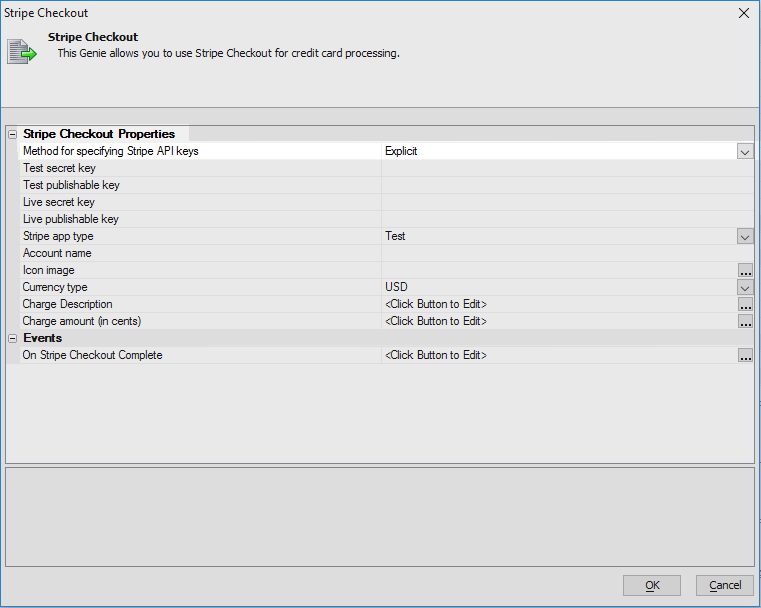 Stripe Checkout
Stripe Checkout
This Genie allows you to use Stripe Checkout for credit card processing.
Stripe Checkout Properties
Method for specifying Stripe API keys Explicit
Test secret key
Test publishable key
Live secret key
Live publishable key
Stripe app type Test
Account name
Icon image ...
Currency type USD
Charge Description <Click Button to Edit> ...
Charge amount (in cents) <Click Button to Edit> ...
Events
On Stripe Checkout Complete <Click Button to Edit> ...
OK Cancel